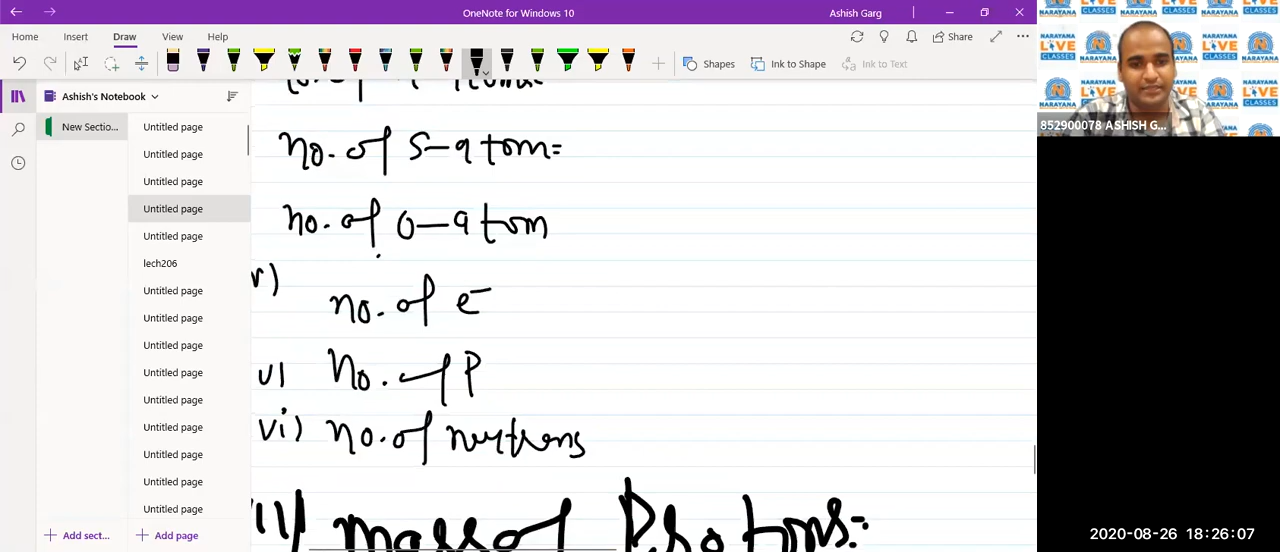 OneNote for Windows 10
Ashish Garg
Home Insert Draw View Help
Share
Shapes Ink to Shape Ink to Text
Ashish's Notebook
New Sectio...
Untitled page
Untitled page
Untitled page
Untitled page
Untitled page
lech206
Untitled page
Untitled page
Untitled page
Untitled page
Untitled page
Untitled page
Untitled page
Untitled page
Untitled page
Add sect...
Add page
no. of S-atom=
no. of O-atom
v)
no. of e-
vi no. of P
vi) no. of neutrons
mass of Protons=
NARAYANA LIVE CLASSES
852900078 ASHISH G...
2020-08-26 18:26:07